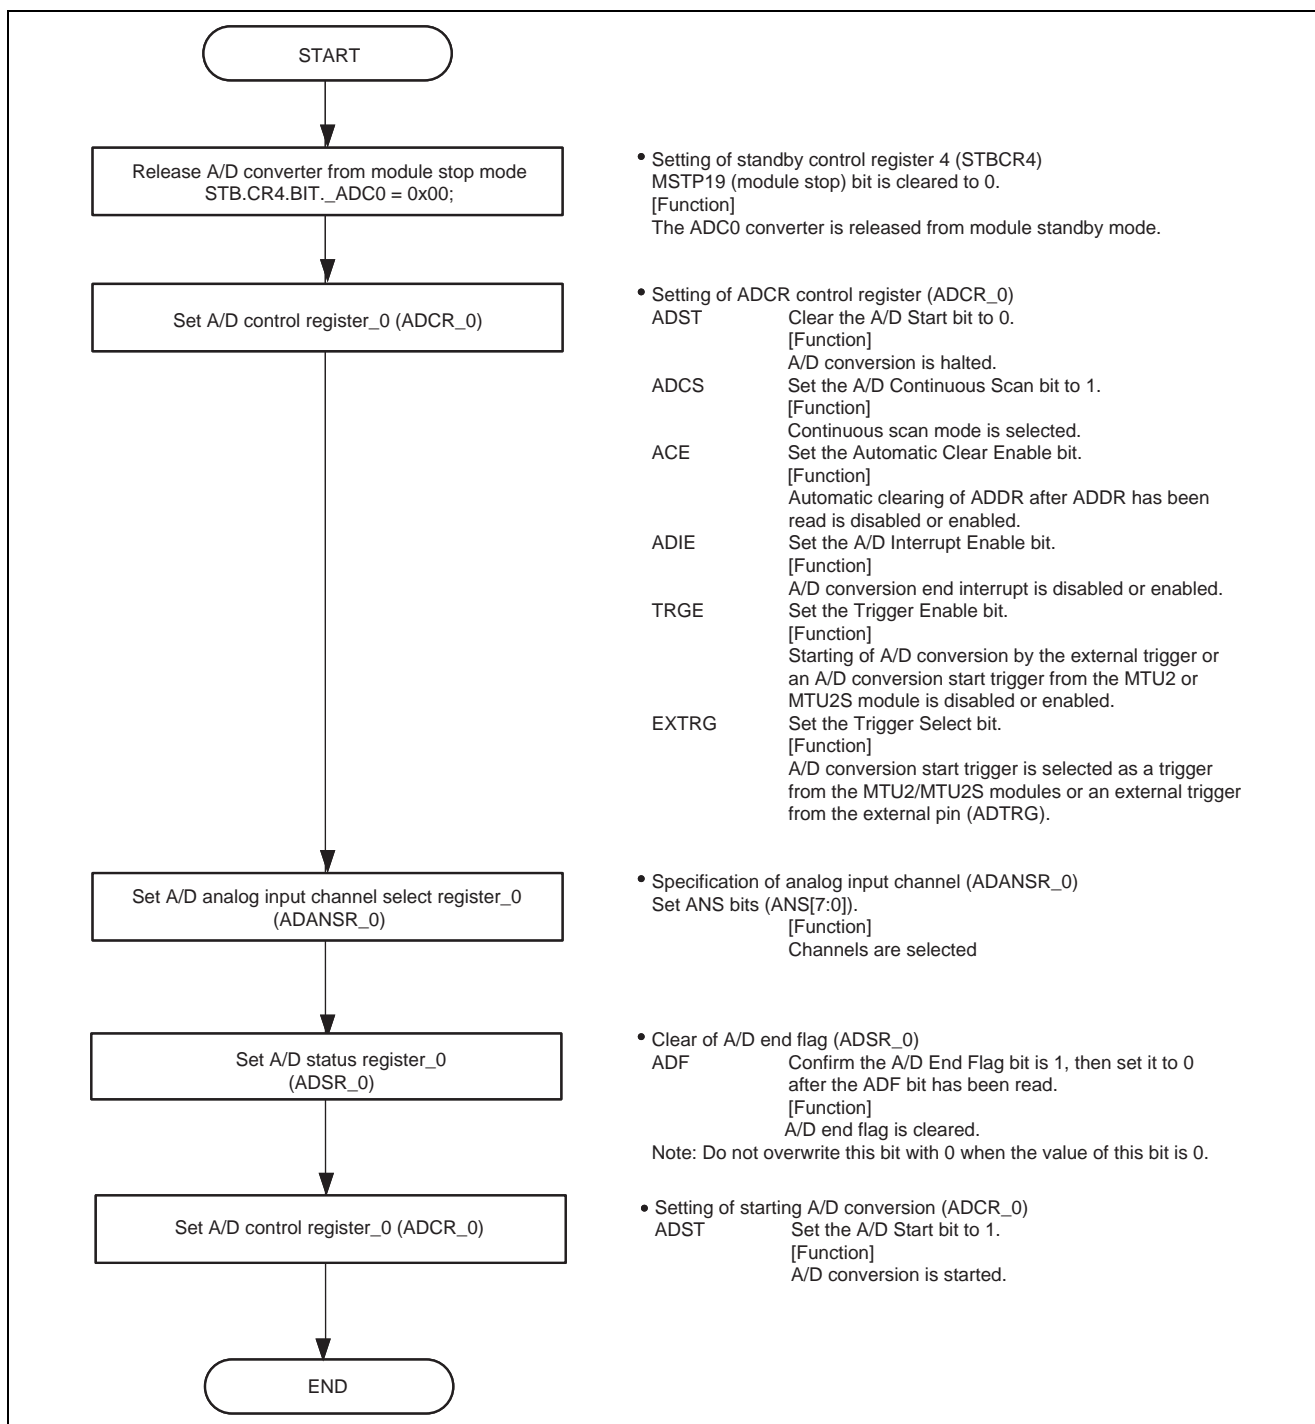 START
Release A/D converter from module stop mode
STB.CR4.BIT._ADC0 = 0x00;
• Setting of standby control register 4 (STBCR4)
MSTP19 (module stop) bit is cleared to 0.
[Function]
The ADC0 converter is released from module standby mode.
Set A/D control register_0 (ADCR_0)
• Setting of ADCR control register (ADCR_0)
ADST Clear the A/D Start bit to 0.
[Function]
A/D conversion is halted.
ADCS Set the A/D Continuous Scan bit to 1.
[Function]
Continuous scan mode is selected.
ACE Set the Automatic Clear Enable bit.
[Function]
Automatic clearing of ADDR after ADDR has been
read is disabled or enabled.
ADIE Set the A/D Interrupt Enable bit.
[Function]
A/D conversion end interrupt is disabled or enabled.
TRGE Set the Trigger Enable bit.
[Function]
Starting of A/D conversion by the external trigger or
an A/D conversion start trigger from the MTU2 or
MTU2S module is disabled or enabled.
EXTRG Set the Trigger Select bit.
[Function]
A/D conversion start trigger is selected as a trigger
from the MTU2/MTU2S modules or an external trigger
from the external pin (ADTRG).
Set A/D analog input channel select register_0
(ADANSR_0)
• Specification of analog input channel (ADANSR_0)
Set ANS bits (ANS[7:0]).
[Function]
Channels are selected
Set A/D status register_0
(ADSR_0)
• Clear of A/D end flag (ADSR_0)
ADF Confirm the A/D End Flag bit is 1, then set it to 0
after the ADF bit has been read.
[Function]
A/D end flag is cleared.
Note: Do not overwrite this bit with 0 when the value of this bit is 0.
Set A/D control register_0 (ADCR_0)
• Setting of starting A/D conversion (ADCR_0)
ADST Set the A/D Start bit to 1.
[Function]
A/D conversion is started.
END